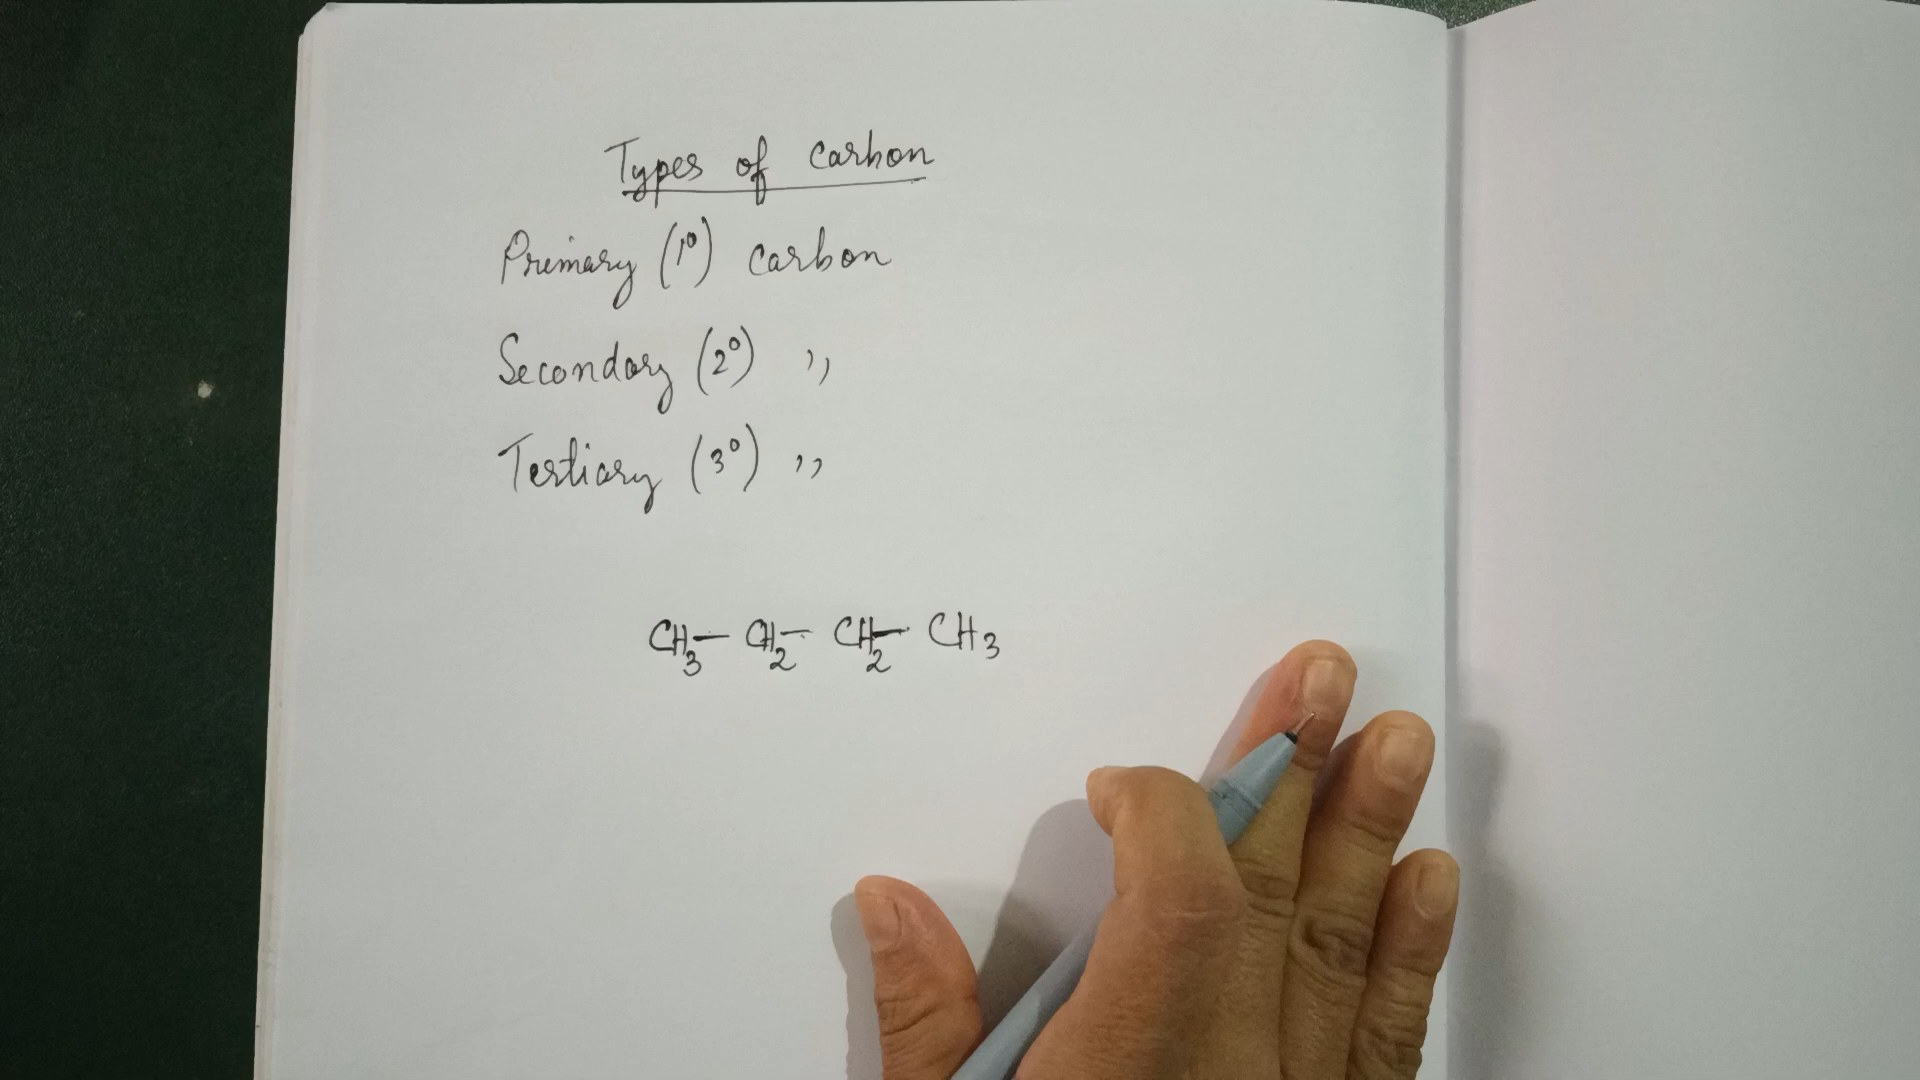 Types of carbon
Primary (1°) carbon
Secondary (2°) ,,
Tertiary (3°) ,,
CH₃ – CH₂ – CH₂ – CH₃